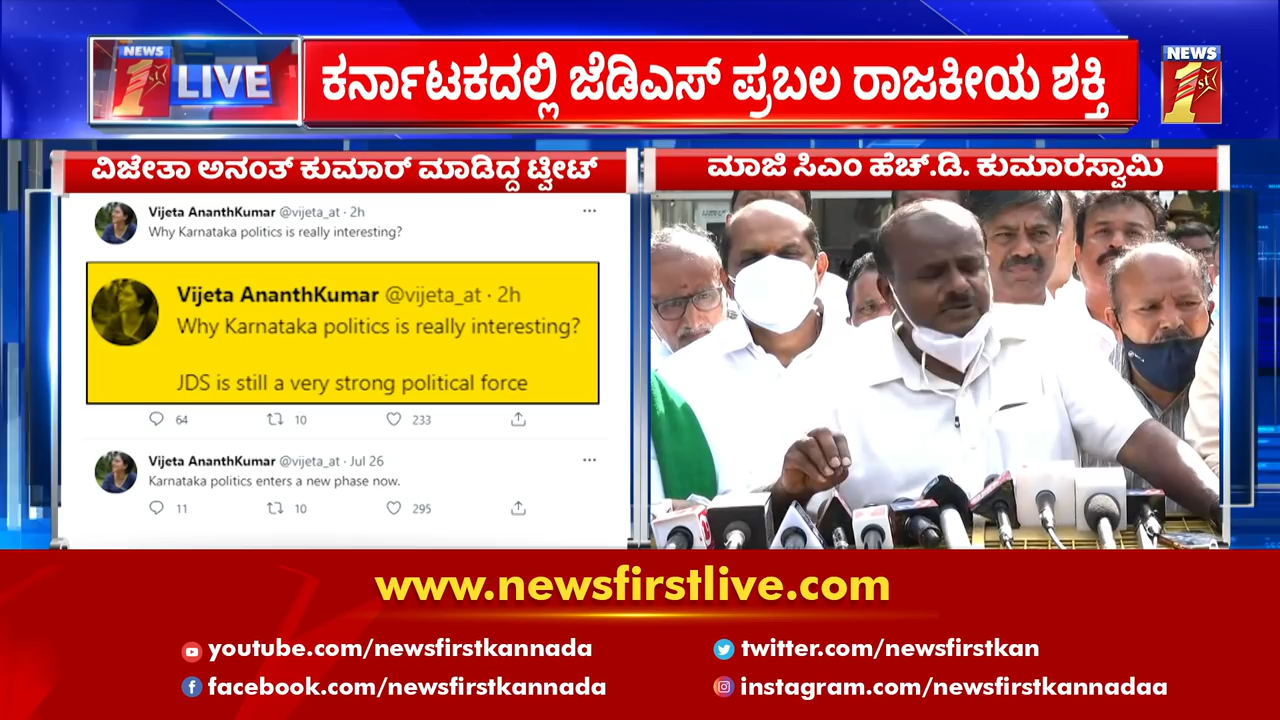 NEWS
1ST
LIVE
ಕರ್ನಾಟಕದಲ್ಲಿ ಜೆಡಿಎಸ್ ಪ್ರಬಲ ರಾಜಕೀಯ ಶಕ್ತಿ
NEWS
1ST
ವಿಜೇತಾ ಅನಂತ್ ಕುಮಾರ್ ಮಾಡಿದ್ದ ಟ್ವೀಟ್
ಮಾಜಿ ಸಿಎಂ ಹೆಚ್.ಡಿ. ಕುಮಾರಸ್ವಾಮಿ
Vijeta AnanthKumar @vijeta_at · 2h
Why Karnataka politics is really interesting?
Vijeta AnanthKumar @vijeta_at · 2h
Why Karnataka politics is really interesting?
JDS is still a very strong political force
64 10 233
Vijeta AnanthKumar @vijeta_at · Jul 26
Karnataka politics enters a new phase now.
11 10 295
www.newsfirstlive.com
youtube.com/newsfirstkannada
twitter.com/newsfirstkan
facebook.com/newsfirstkannada
instagram.com/newsfirstkannadaa